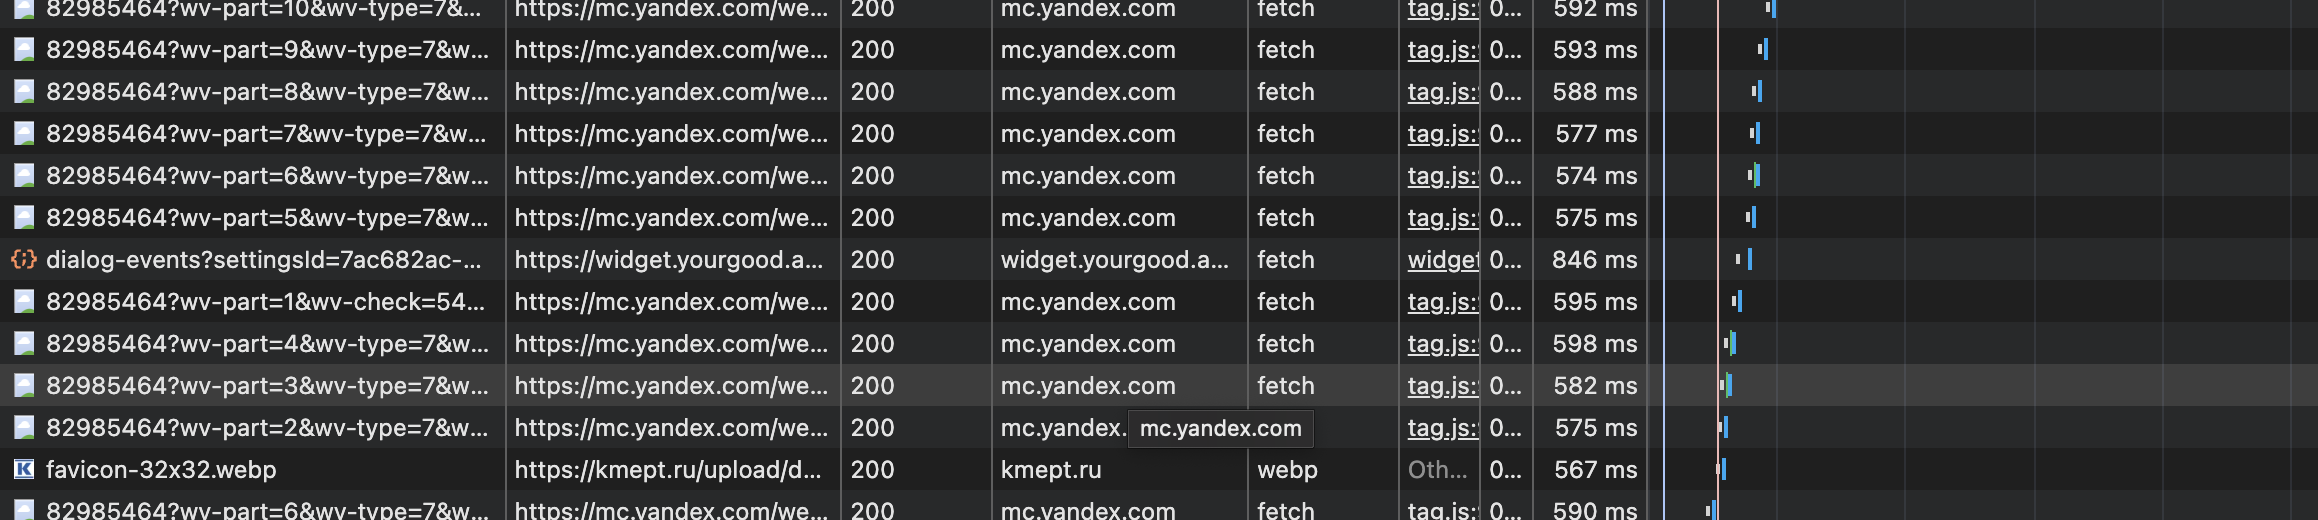 82985464?wv-part=10&wv-type=7&... https://mc.yandex.com/we... 200 mc.yandex.com fetch tag.js: 0... 592 ms
82985464?wv-part=9&wv-type=7&w... https://mc.yandex.com/we... 200 mc.yandex.com fetch tag.js: 0... 593 ms
82985464?wv-part=8&wv-type=7&w... https://mc.yandex.com/we... 200 mc.yandex.com fetch tag.js: 0... 588 ms
82985464?wv-part=7&wv-type=7&w... https://mc.yandex.com/we... 200 mc.yandex.com fetch tag.js: 0... 577 ms
82985464?wv-part=6&wv-type=7&w... https://mc.yandex.com/we... 200 mc.yandex.com fetch tag.js: 0... 574 ms
82985464?wv-part=5&wv-type=7&w... https://mc.yandex.com/we... 200 mc.yandex.com fetch tag.js: 0... 575 ms
dialog-events?settingsId=7ac682ac-... https://widget.yourgood.a... 200 widget.yourgood.a... fetch widget 0... 846 ms
82985464?wv-part=1&wv-check=54... https://mc.yandex.com/we... 200 mc.yandex.com fetch tag.js: 0... 595 ms
82985464?wv-part=4&wv-type=7&w... https://mc.yandex.com/we... 200 mc.yandex.com fetch tag.js: 0... 598 ms
82985464?wv-part=3&wv-type=7&w... https://mc.yandex.com/we... 200 mc.yandex.com fetch tag.js: 0... 582 ms
82985464?wv-part=2&wv-type=7&w... https://mc.yandex.com/we... 200 mc.yandex. mc.yandex.com tag.js: 0... 575 ms
favicon-32x32.webp https://kmept.ru/upload/d... 200 kmept.ru webp Oth... 0... 567 ms
82985464?wv-part=6&wv-type=7&w... https://mc.yandex.com/we... 200 mc.yandex.com fetch tag.js: 0... 590 ms